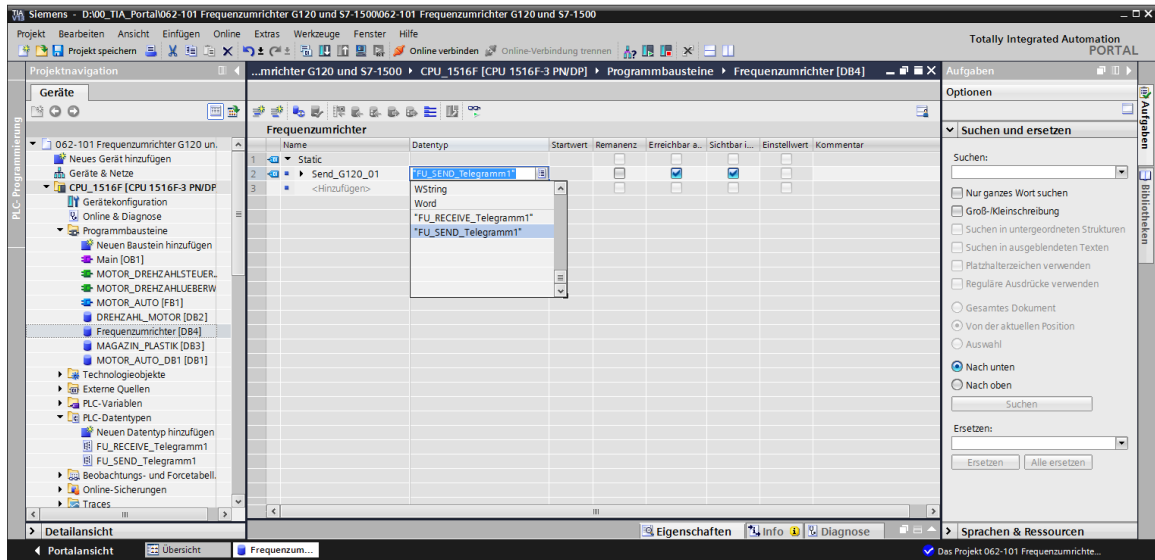 Siemens - D:\00_TIA_Portal\062-101 Frequenzumrichter G120 und S7-1500\062-101 Frequenzumrichter G120 und S7-1500
Projekt Bearbeiten Ansicht Einfügen Online Extras Werkzeuge Fenster Hilfe
Totally Integrated Automation
PORTAL
Projekt speichern
Online verbinden
Online-Verbindung trennen
Projektnavigation
...mrichter G120 und S7-1500 CPU_1516F [CPU 1516F-3 PN/DP] Programmbausteine Frequenzumrichter [DB4]
Aufgaben
Geräte
Optionen
PLC-Programmierung
Frequenzumrichter
Name Datentyp Startwert Remanenz Erreichbar a.. Sichtbar i... Einstellwert Kommentar
1 Static
2 Send_G120_01 "FU_SEND_Telegramm1"
3 <Hinzufügen>
WString
Word
"FU_RECEIVE_Telegramm1"
"FU_SEND_Telegramm1"
062-101 Frequenzumrichter G120 un.
Neues Gerät hinzufügen
Geräte & Netze
CPU_1516F [CPU 1516F-3 PN/DP
Gerätekonfiguration
Online & Diagnose
Programmbausteine
Neuen Baustein hinzufügen
Main [OB1]
MOTOR_DREHZAHLSTEUER..
MOTOR_DREHZAHLUEBERW
MOTOR_AUTO [FB1]
DREHZAHL_MOTOR [DB2]
Frequenzumrichter [DB4]
MAGAZIN_PLASTIK [DB3]
MOTOR_AUTO_DB1 [DB1]
Technologieobjekte
Externe Quellen
PLC-Variablen
PLC-Datentypen
Neuen Datentyp hinzufügen
FU_RECEIVE_Telegramm1
FU_SEND_Telegramm1
Beobachtungs- und Forcetabell.
Online-Sicherungen
Traces
Detailansicht
Suchen und ersetzen
Suchen:
Nur ganzes Wort suchen
Groß-/Kleinschreibung
Suchen in untergeordneten Strukturen
Suchen in ausgeblendeten Texten
Platzhalterzeichen verwenden
Reguläre Ausdrücke verwenden
Gesamtes Dokument
Von der aktuellen Position
Auswahl
Nach unten
Nach oben
Suchen
Ersetzen:
Ersetzen Alle ersetzen
Sprachen & Ressourcen
Aufgaben
Bibliotheken
Eigenschaften Info Diagnose
Portalansicht Übersicht Frequenzum...
Das Projekt 062-101 Frequenzumrichte...